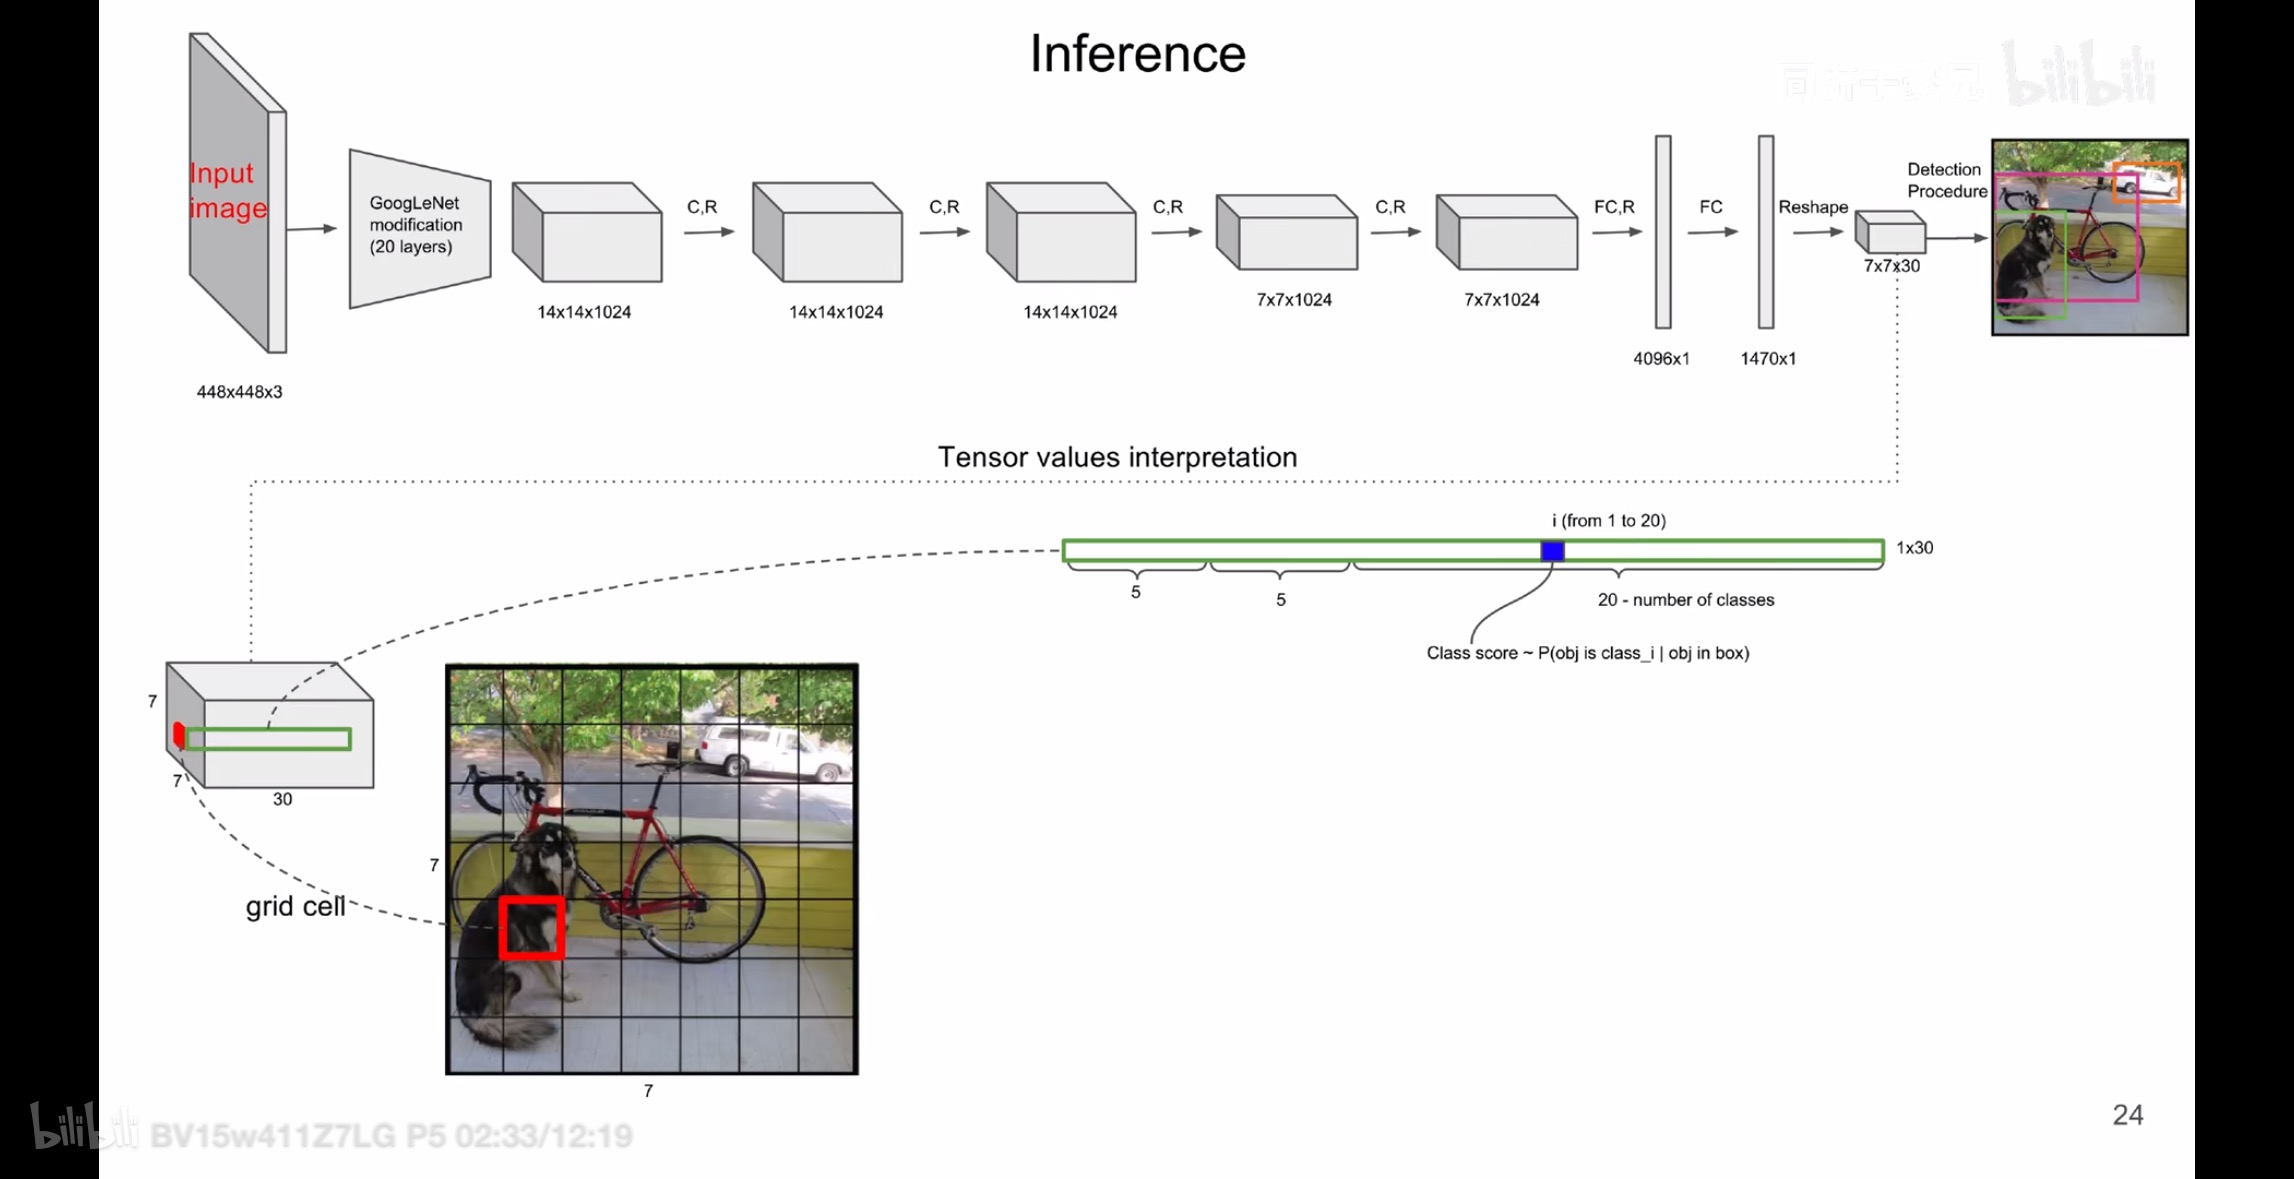 Inference
bilibili
Input
image
GoogLeNet
modification
(20 layers)
C,R
C,R
C,R
C,R
FC,R
FC
Reshape
Detection
Procedure
448x448x3
14x14x1024
14x14x1024
14x14x1024
7x7x1024
7x7x1024
4096x1
1470x1
7x7x30
Tensor values interpretation
i (from 1 to 20)
1x30
5
5
20 - number of classes
Class score ~ P(obj is class_i | obj in box)
7
7
30
grid cell
7
7
24
bilibili BV15w411Z7LG P5 02:33/12:19